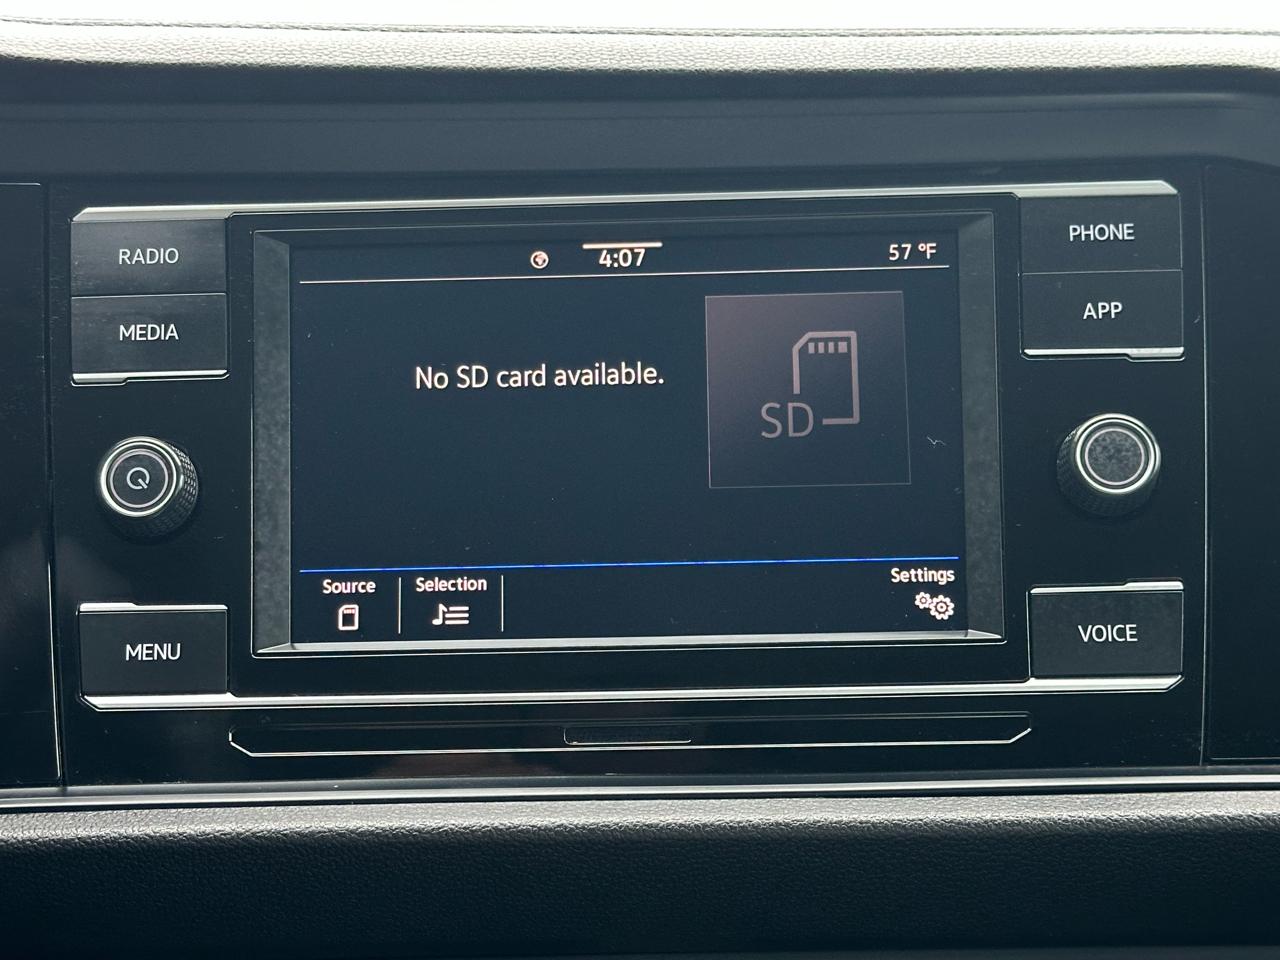 RADIO
MEDIA
MENU
4:07
57 °F
No SD card available.
SD
Source
Selection
Settings
PHONE
APP
VOICE